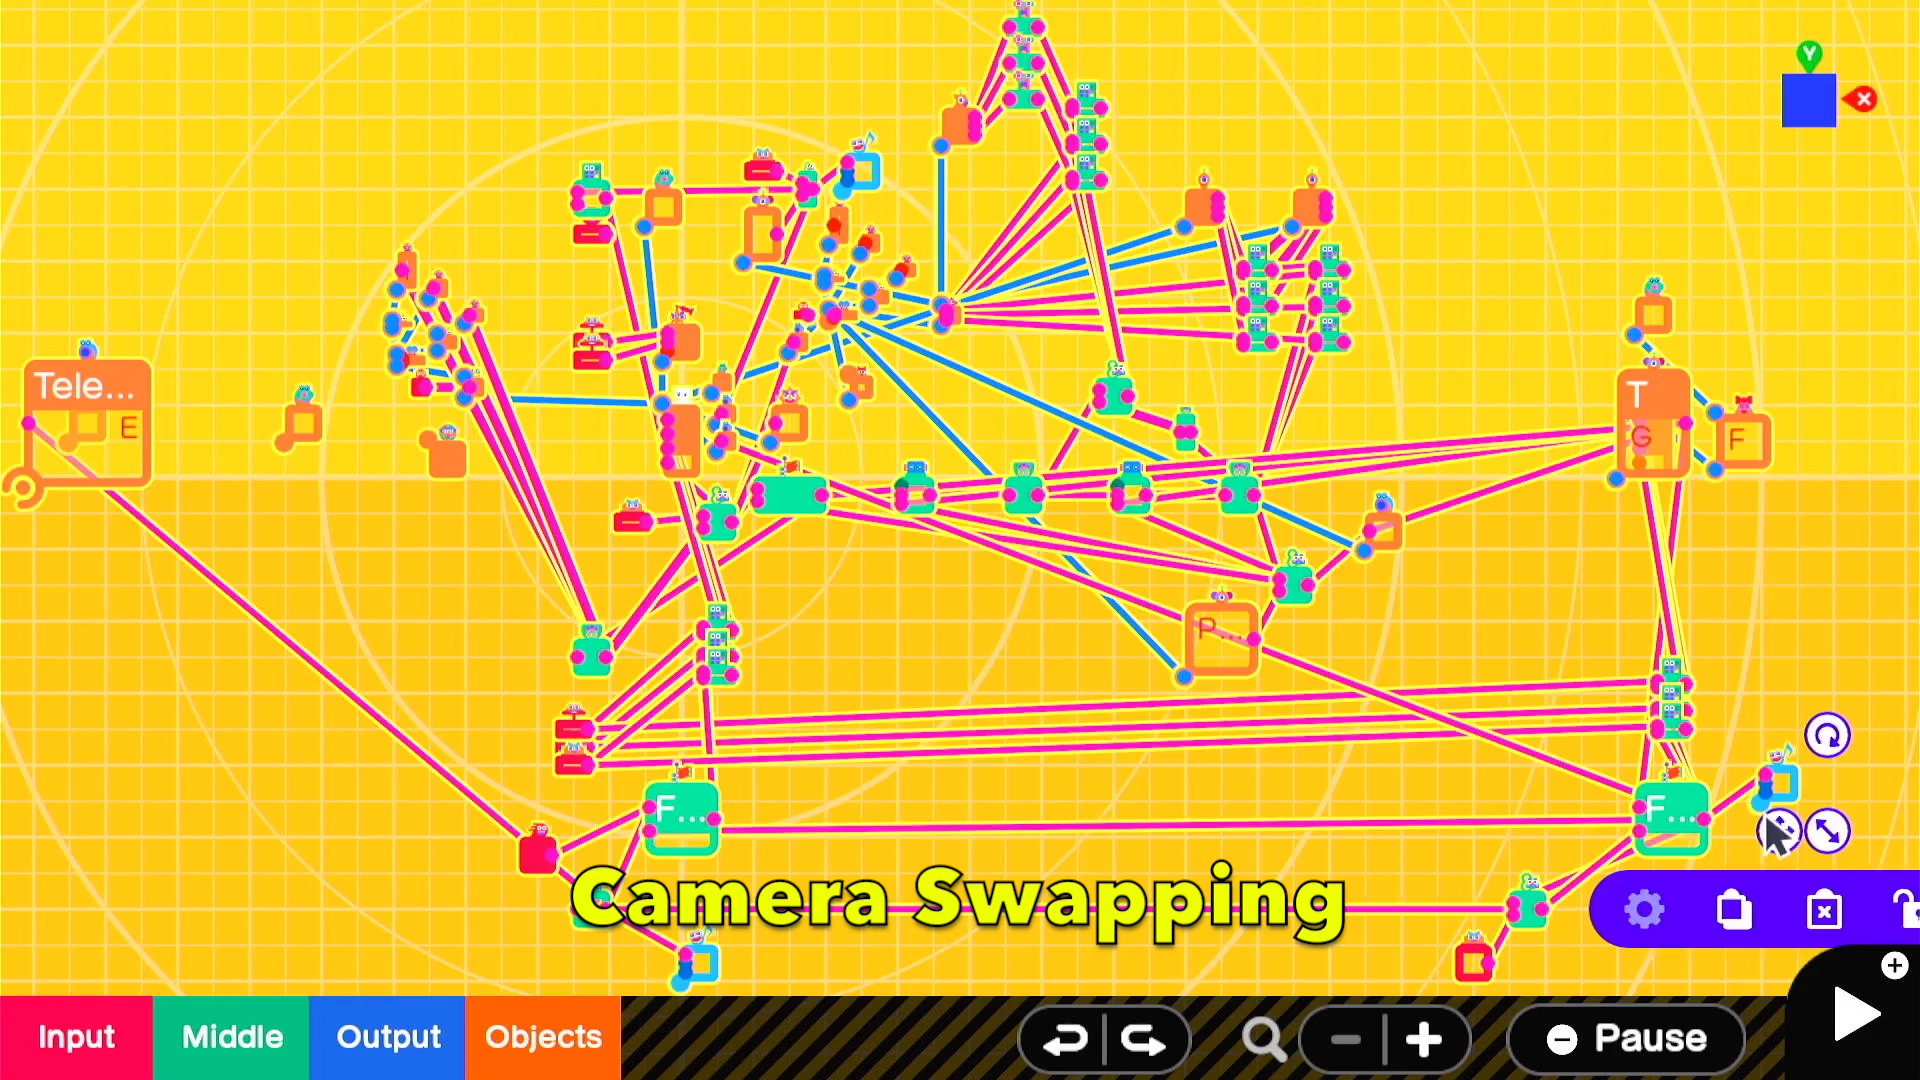 Y
X
Tele...
E
T
G
F
P...
F...
F...
Camera Swapping
Input
Middle
Output
Objects
Pause